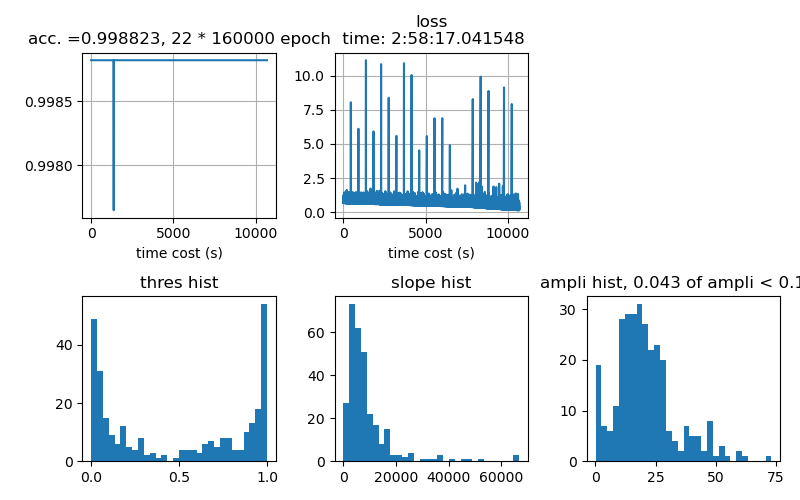 loss
acc. =0.998823, 22 * 160000 epoch time: 2:58:17.041548
0.9985
0.9980
0 5000 10000
time cost (s)
10.0
7.5
5.0
2.5
0.0
0 5000 10000
time cost (s)
thres hist
40
20
0
0.0 0.5 1.0
slope hist
60
40
20
0
0 20000 40000 60000
ampli hist, 0.043 of ampli < 0.1
30
20
10
0
0 25 50 75